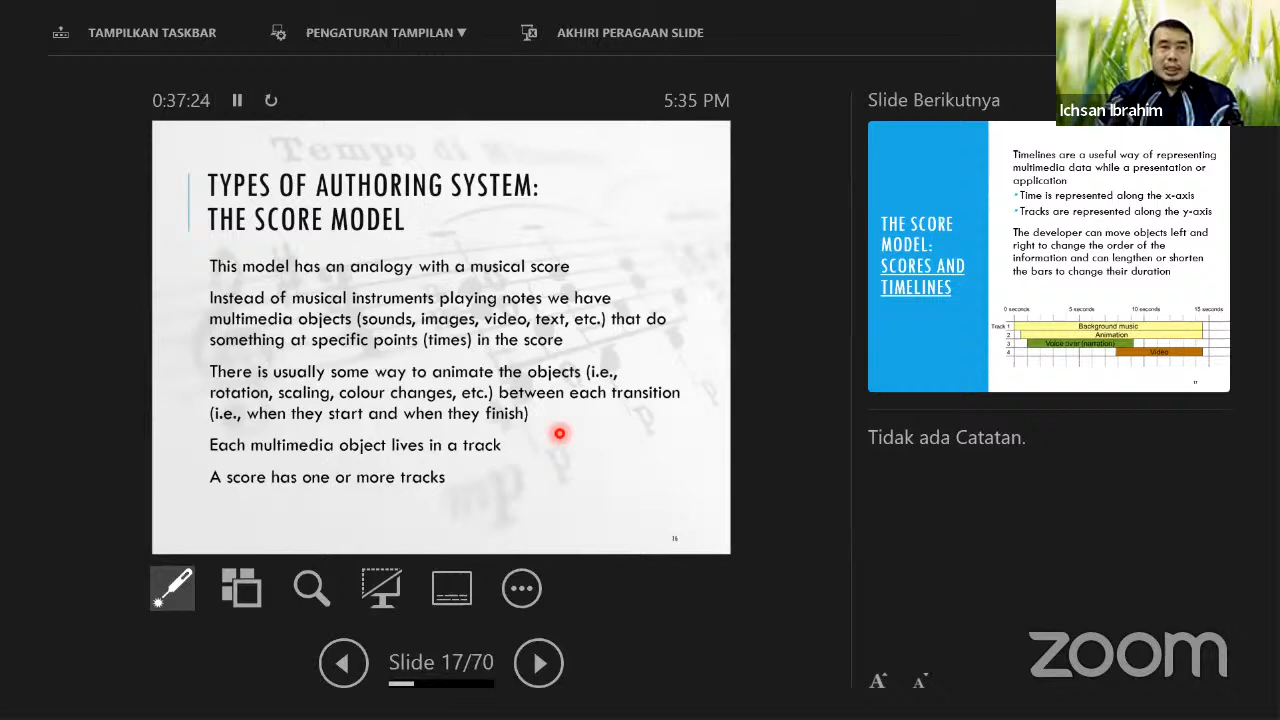 TAMPILKAN TASKBAR
PENGATURAN TAMPILAN ▼
AKHIRI PERAGAAN SLIDE
0:37:24
5:35 PM
Tempo di
TYPES OF AUTHORING SYSTEM:
THE SCORE MODEL
This model has an analogy with a musical score
Instead of musical instruments playing notes we have
multimedia objects (sounds, images, video, text, etc.) that do
something at specific points (times) in the score
There is usually some way to animate the objects (i.e.,
rotation, scaling, colour changes, etc.) between each transition
(i.e., when they start and when they finish)
Each multimedia object lives in a track
A score has one or more tracks
16
Slide 17/70
Slide Berikutnya
Ichsan Ibrahim
THE SCORE
MODEL:
SCORES AND
TIMELINES
Timelines are a useful way of representing
multimedia data while a presentation or
application
• Time is represented along the x-axis
• Tracks are represented along the y-axis
The developer can move objects left and
right to change the order of the
information and can lengthen or shorten
the bars to change their duration
0 seconds 5 seconds 10 seconds 15 seconds
Track 1 Background music
2 Animation
3 Voice over (narration)
4 Video
17
Tidak ada Catatan.
A A
zoom